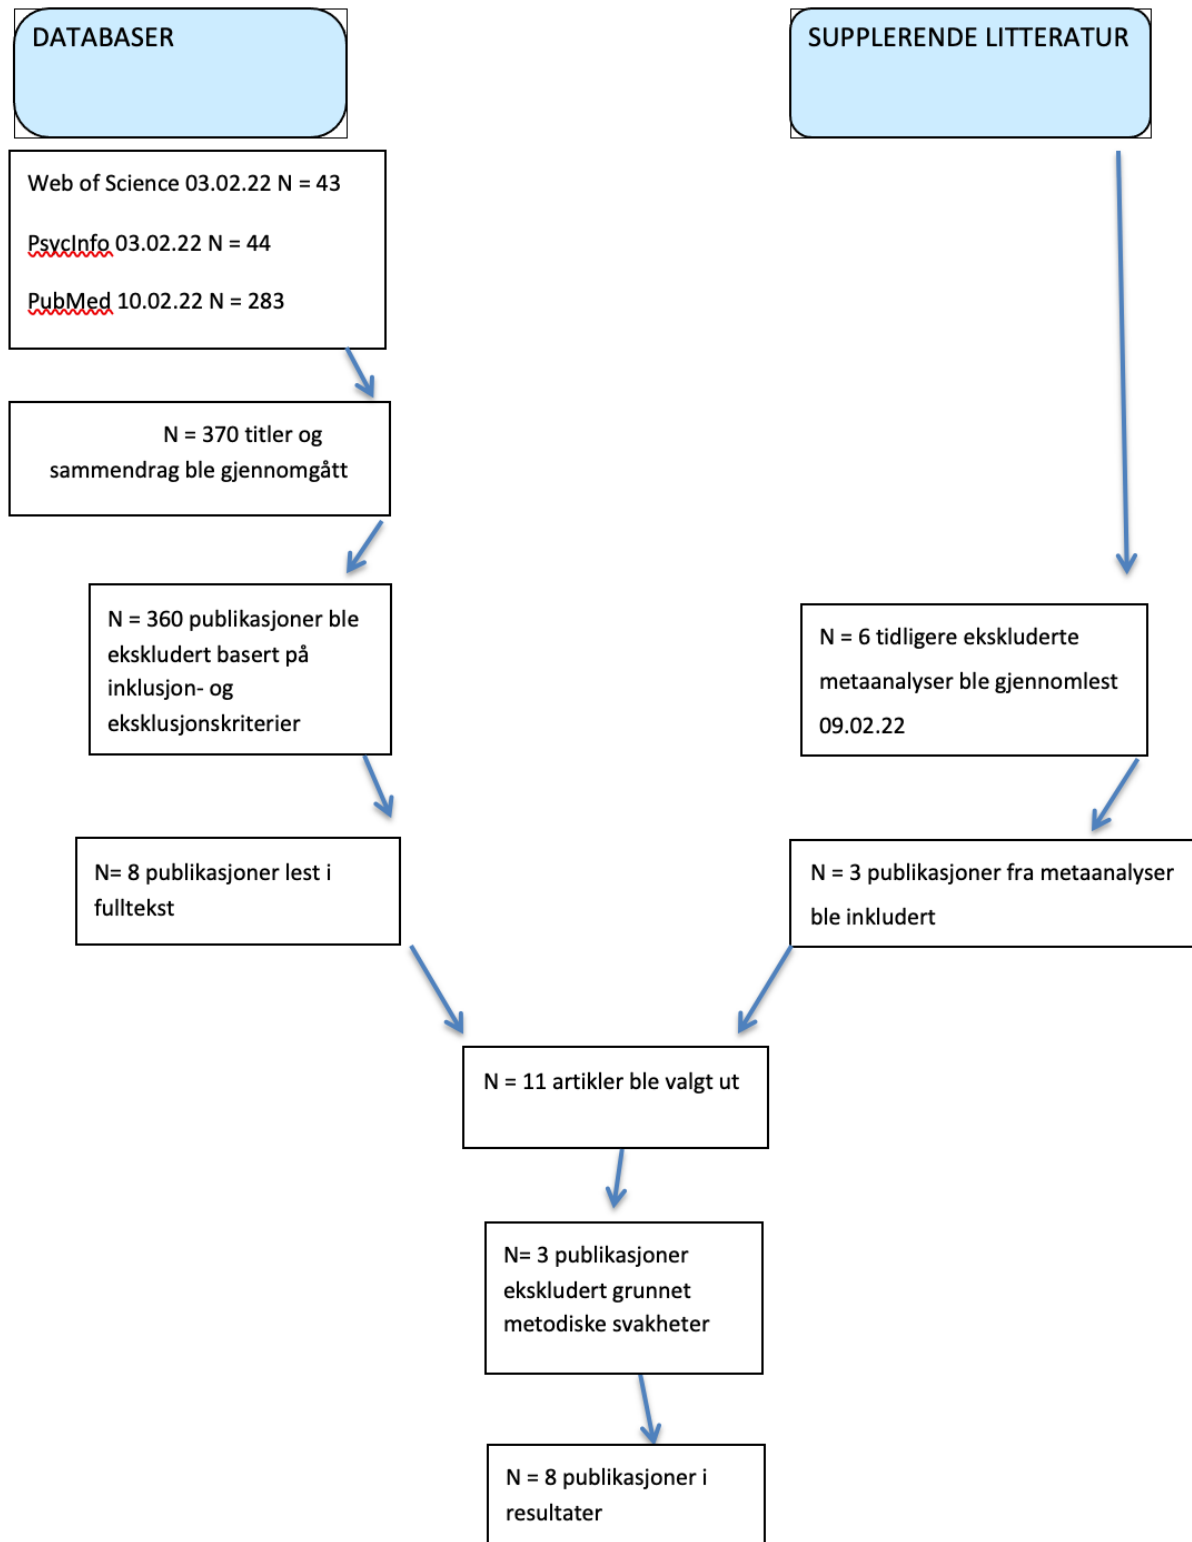 DATABASER
SUPPLERENDE LITTERATUR
Web of Science 03.02.22 N = 43
PsycInfo 03.02.22 N = 44
PubMed 10.02.22 N = 283
N = 370 titler og
sammendrag ble gjennomgått
N = 360 publikasjoner ble
ekskludert basert på
inklusjon- og
eksklusjonskriterier
N = 6 tidligere ekskluderte
metaanalyser ble gjennomlest
09.02.22
N= 8 publikasjoner lest i
fulltekst
N = 3 publikasjoner fra metaanalyser
ble inkludert
N = 11 artikler ble valgt ut
N= 3 publikasjoner
ekskludert grunnet
metodiske svakheter
N = 8 publikasjoner i
resultater